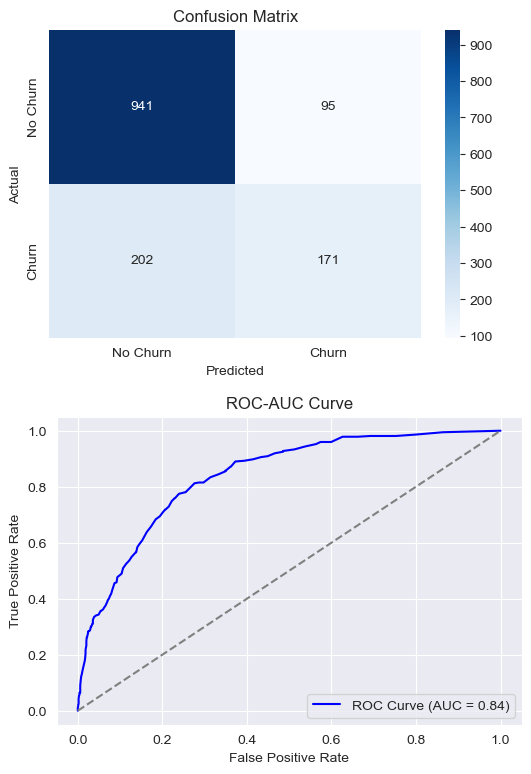 Confusion Matrix
No Churn
Churn
Actual
941 95
202 171
No Churn Churn
Predicted
900
800
700
600
500
400
300
200
100
ROC-AUC Curve
True Positive Rate
1.0
0.8
0.6
0.4
0.2
0.0
ROC Curve (AUC = 0.84)
0.0 0.2 0.4 0.6 0.8 1.0
False Positive Rate